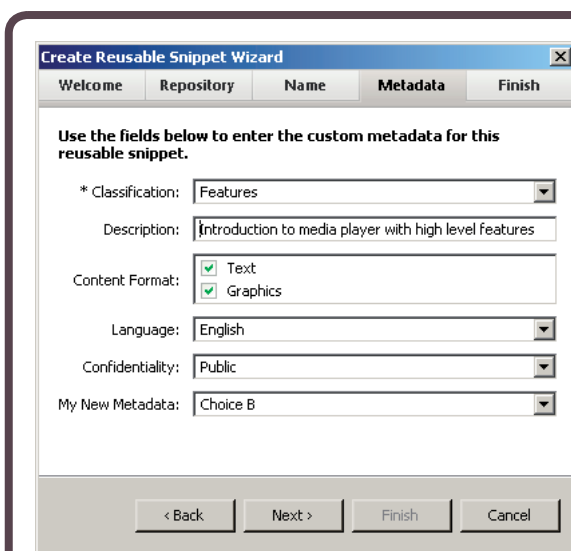 Create Reusable Snippet Wizard
Welcome Repository Name Metadata Finish
Use the fields below to enter the custom metadata for this
reusable snippet.
* Classification: Features
Description: Introduction to media player with high level features
Content Format: Text
Graphics
Language: English
Confidentiality: Public
My New Metadata: Choice B
< Back Next > Finish Cancel